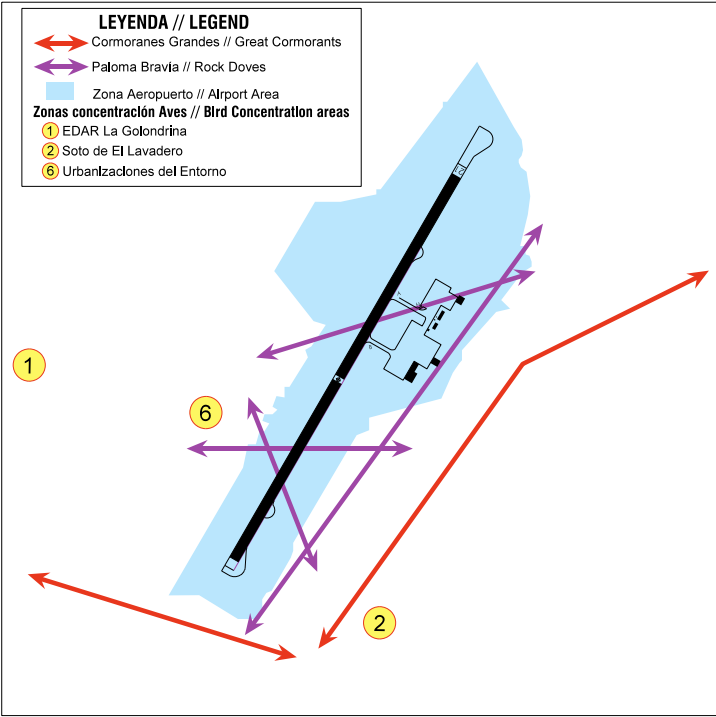 LEYENDA // LEGEND
Cormoranes Grandes // Great Cormorants
Paloma Bravía // Rock Doves
Zona Aeropuerto // Airport Area
Zonas concentración Aves // Bird Concentration areas
1 EDAR La Golondrina
2 Soto de El Lavadero
6 Urbanizaciones del Entorno
1
6
2